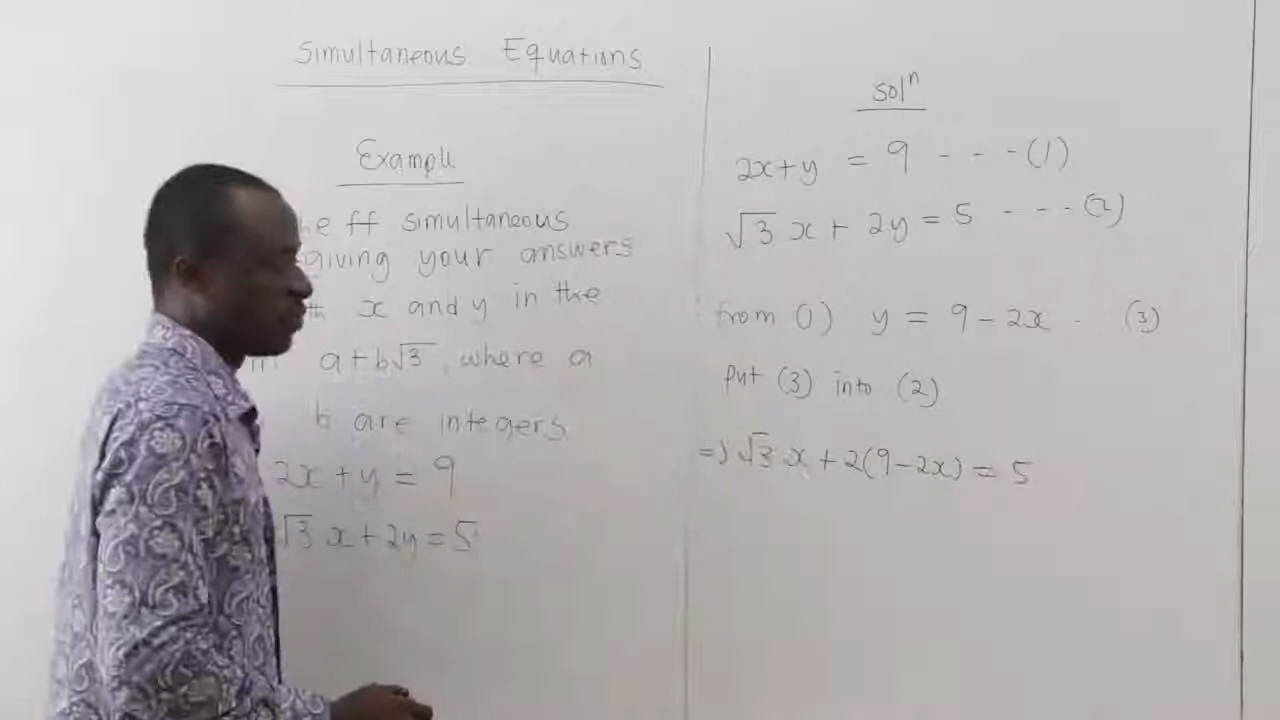 Simultaneous Equations
Example
he ff simultaneous
giving your answers
th x and y in the
a+b√3, where a
b are integers
2x+y = 9
√3 x+2y=5
solⁿ
2x+y = 9 - - - (1)
√3 x + 2y = 5 - - - (2)
from (1) y = 9-2x - (3)
Put (3) into (2)
=) √3 x + 2(9-2x) = 5